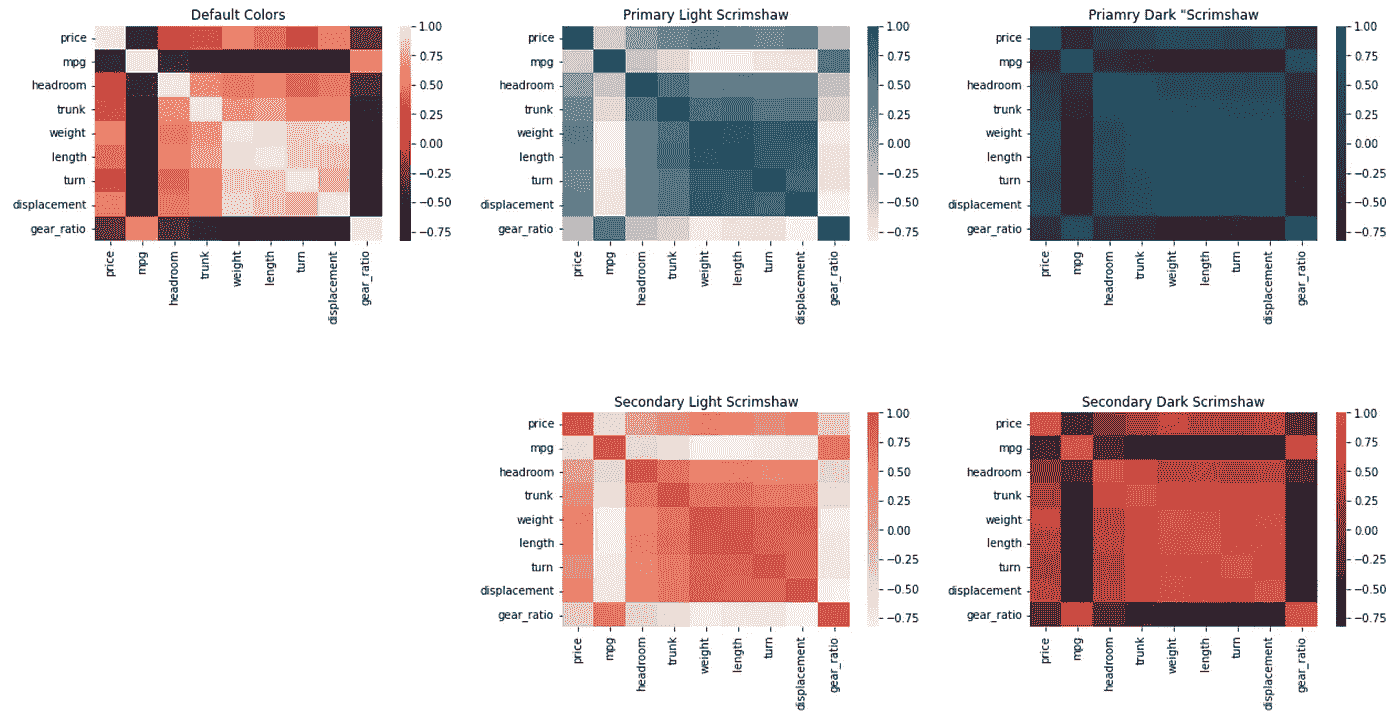 Default Colors
price
mpg
headroom
trunk
weight
length
turn
displacement
gear_ratio
1.00
0.75
0.50
0.25
0.00
−0.25
−0.50
−0.75
price
mpg
headroom
trunk
weight
length
turn
displacement
gear_ratio
Primary Light Scrimshaw
price
mpg
headroom
trunk
weight
length
turn
displacement
gear_ratio
1.00
0.75
0.50
0.25
0.00
−0.25
−0.50
−0.75
price
mpg
headroom
trunk
weight
length
turn
displacement
gear_ratio
Priamry Dark "Scrimshaw
price
mpg
headroom
trunk
weight
length
turn
displacement
gear_ratio
1.00
0.75
0.50
0.25
0.00
−0.25
−0.50
−0.75
price
mpg
headroom
trunk
weight
length
turn
displacement
gear_ratio
Secondary Light Scrimshaw
price
mpg
headroom
trunk
weight
length
turn
displacement
gear_ratio
1.00
0.75
0.50
0.25
0.00
−0.25
−0.50
−0.75
price
mpg
headroom
trunk
weight
length
turn
displacement
gear_ratio
Secondary Dark Scrimshaw
price
mpg
headroom
trunk
weight
length
turn
displacement
gear_ratio
1.00
0.75
0.50
0.25
0.00
−0.25
−0.50
−0.75
price
mpg
headroom
trunk
weight
length
turn
displacement
gear_ratio